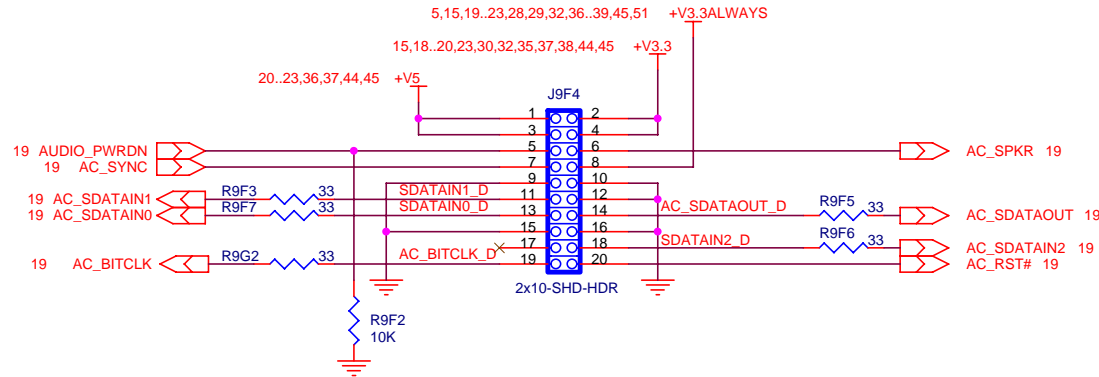 5,15,19..23,28,29,32,36..39,45,51 +V3.3ALWAYS
15,18..20,23,30,32,35,37,38,44,45 +V3.3
20..23,36,37,44,45 +V5
J9F4
1 2
3 4
19 AUDIO_PWRDN 5 6 AC_SPKR 19
19 AC_SYNC 7 8
9 10
19 AC_SDATAIN1 R9F3 33 SDATAIN1_D 11 12
19 AC_SDATAIN0 R9F7 33 SDATAIN0_D 13 14 AC_SDATAOUT_D R9F5 33 AC_SDATAOUT 19
15 16
17 18 SDATAIN2_D R9F6 33 AC_SDATAIN2 19
19 AC_BITCLK R9G2 33 AC_BITCLK_D 19 20 AC_RST# 19
2x10-SHD-HDR
R9F2
10K